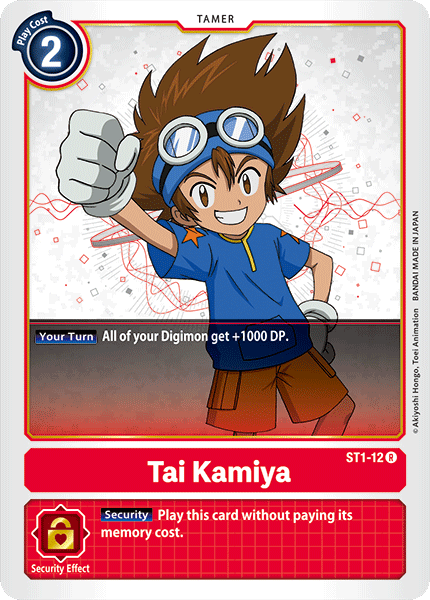 Play Cost
2
TAMER
Your Turn All of your Digimon get +1000 DP.
©Akiyoshi Hongo, Toei Animation BANDAI MADE IN JAPAN
ST1-12 R
Tai Kamiya
Security Play this card without paying its
memory cost.
Security Effect